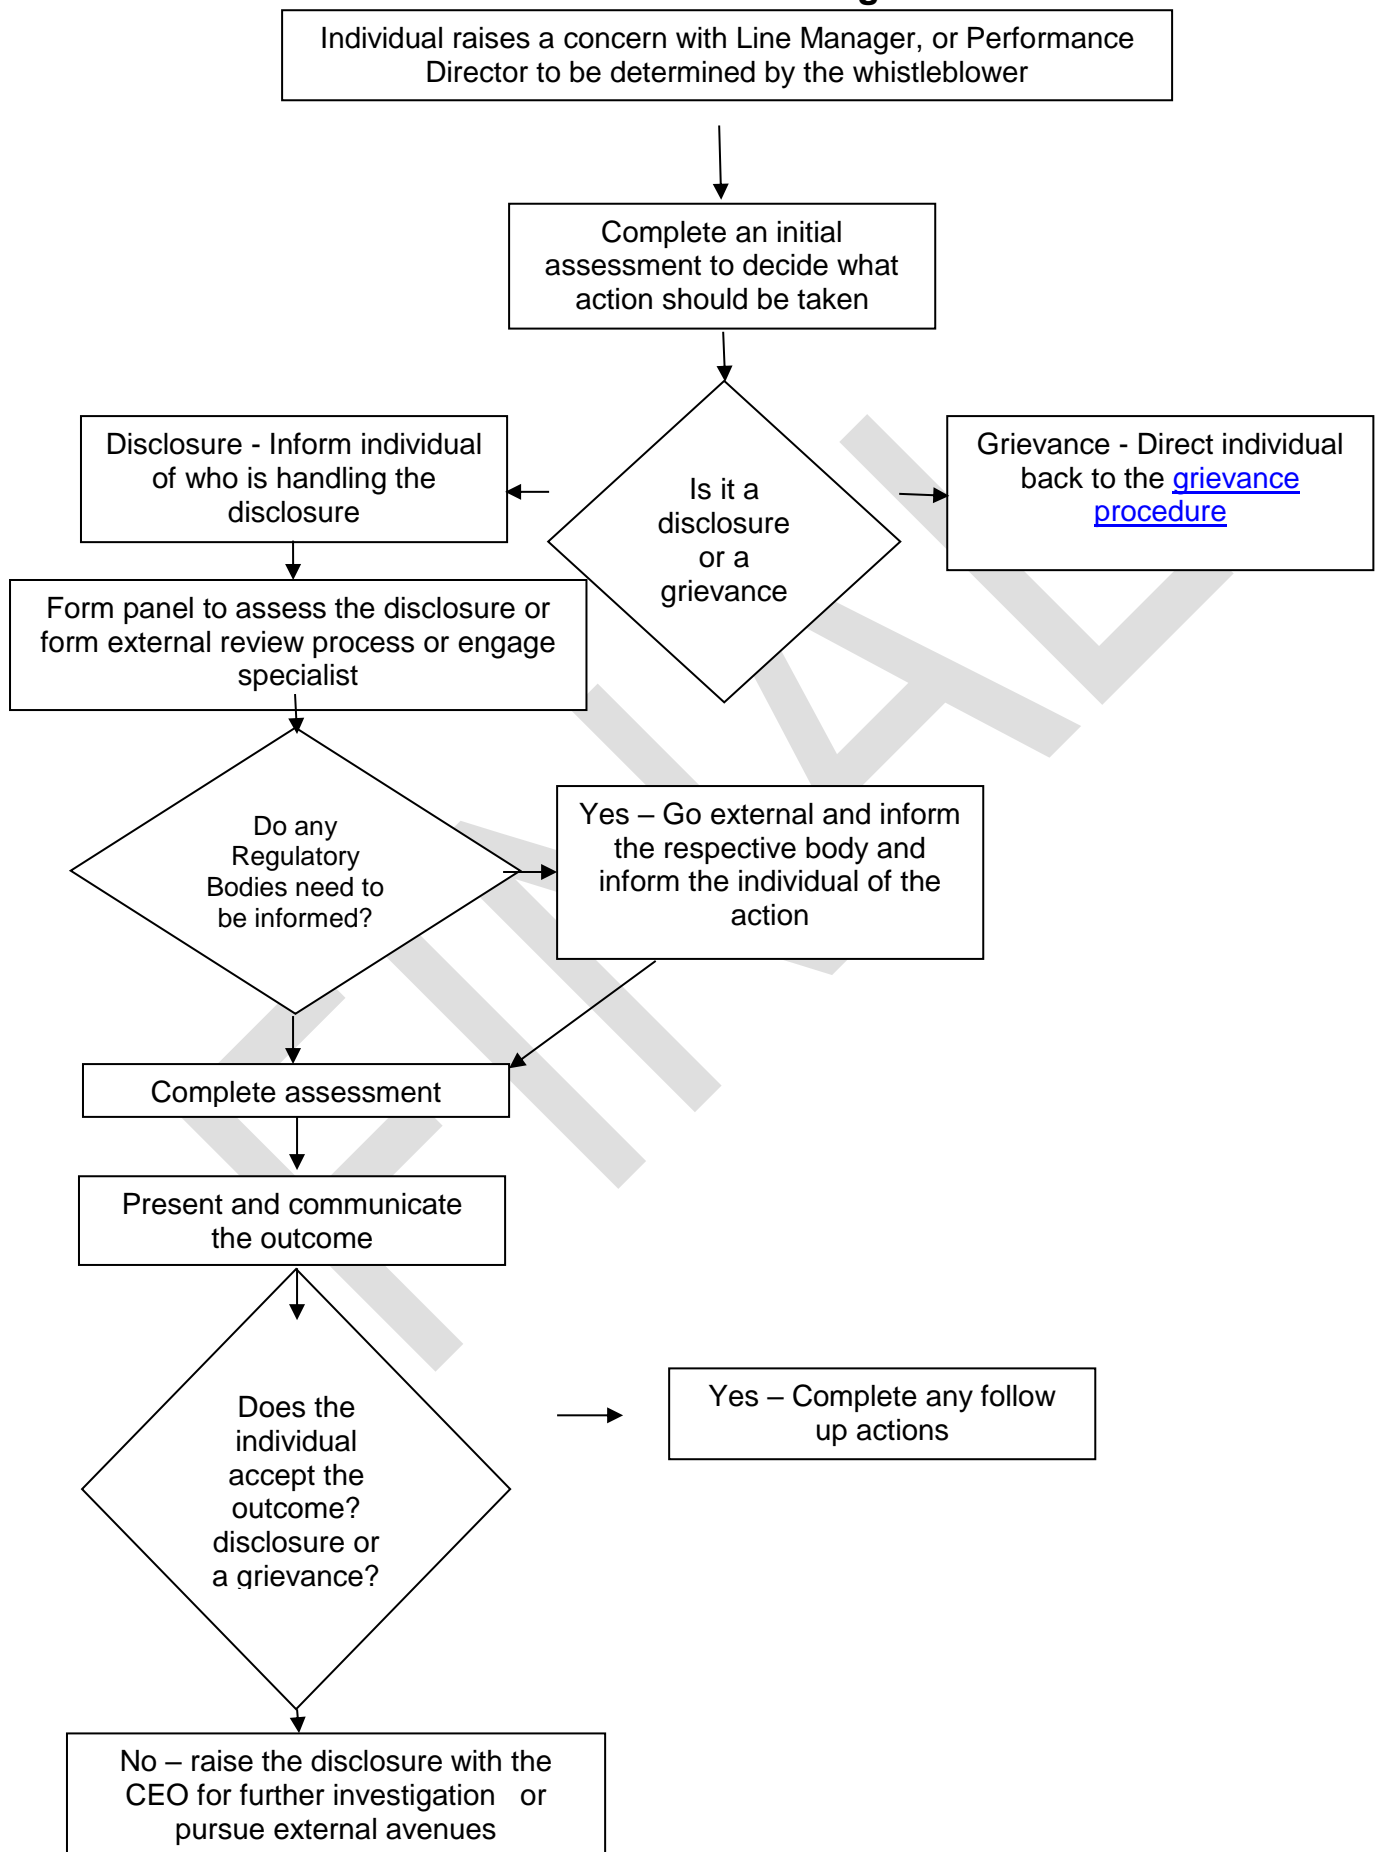 Individual raises a concern with Line Manager, or Performance
Director to be determined by the whistleblower
Complete an initial
assessment to decide what
action should be taken
Disclosure - Inform individual
of who is handling the
disclosure
Is it a
disclosure
or a
grievance
Grievance - Direct individual
back to the grievance
procedure
Form panel to assess the disclosure or
form external review process or engage
specialist
Do any
Regulatory
Bodies need to
be informed?
Yes – Go external and inform
the respective body and
inform the individual of the
action
Complete assessment
Present and communicate
the outcome
Does the
individual
accept the
outcome?
disclosure or
a grievance?
Yes – Complete any follow
up actions
No – raise the disclosure with the
CEO for further investigation   or
pursue external avenues
FINAL